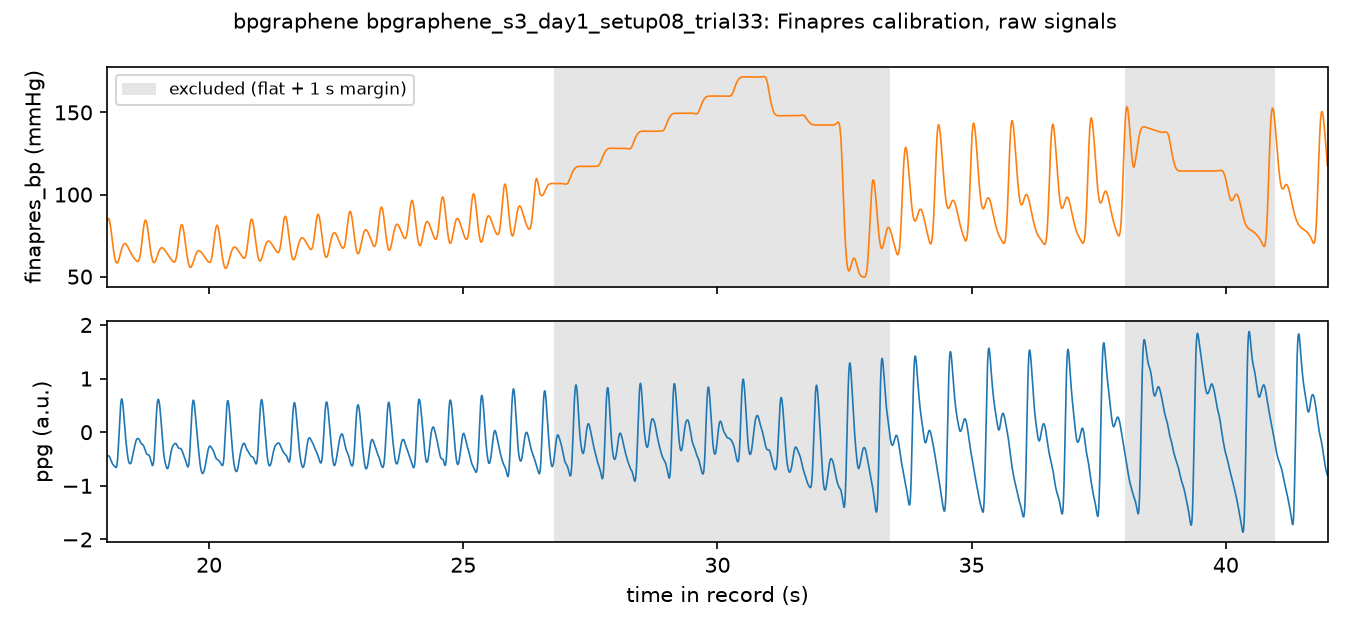 bpgraphene bpgraphene_s3_day1_setup08_trial33: Finapres calibration, raw signals
finapres_bp (mmHg)
150
100
50
excluded (flat + 1 s margin)
ppg (a.u.)
2
1
0
−1
−2
20
25
30
35
40
time in record (s)